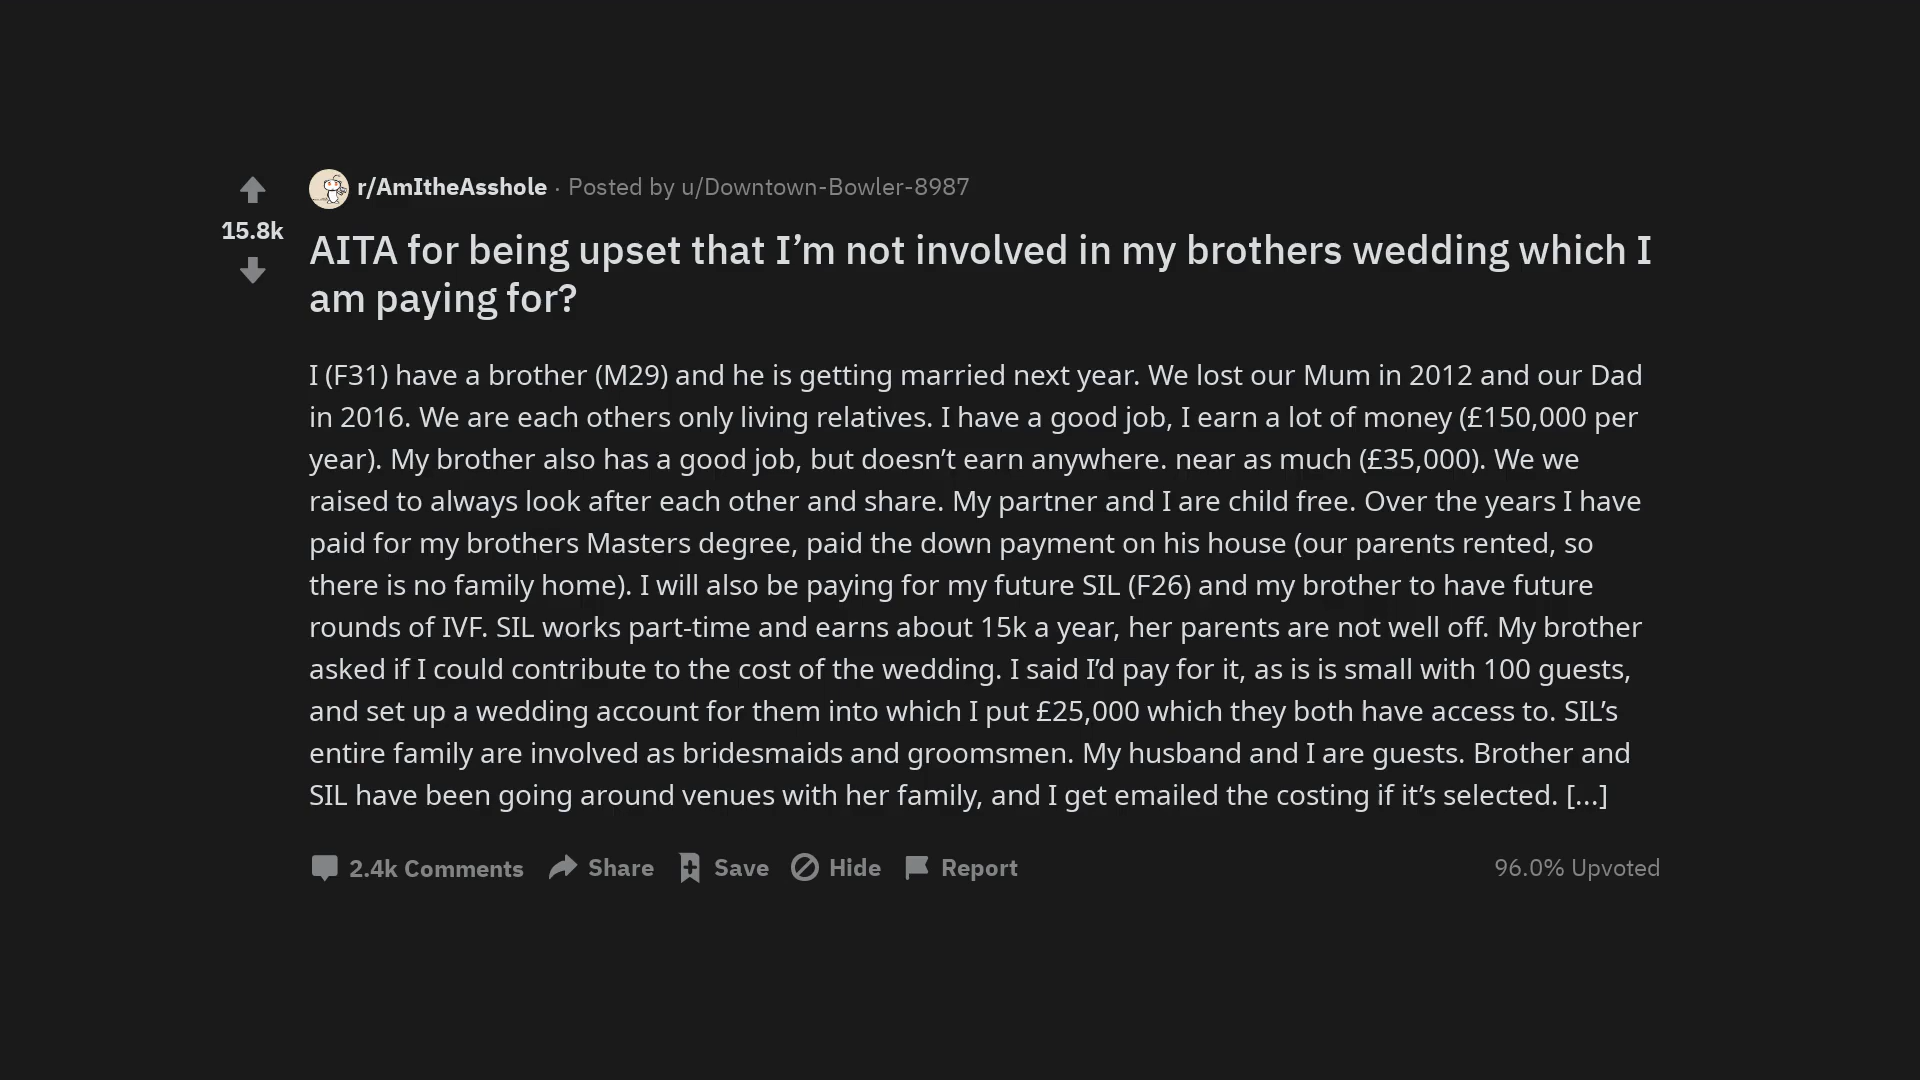 r/AmItheAsshole · Posted by u/Downtown-Bowler-8987
15.8k
AITA for being upset that I’m not involved in my brothers wedding which I
am paying for?
I (F31) have a brother (M29) and he is getting married next year. We lost our Mum in 2012 and our Dad
in 2016. We are each others only living relatives. I have a good job, I earn a lot of money (£150,000 per
year). My brother also has a good job, but doesn’t earn anywhere. near as much (£35,000). We we
raised to always look after each other and share. My partner and I are child free. Over the years I have
paid for my brothers Masters degree, paid the down payment on his house (our parents rented, so
there is no family home). I will also be paying for my future SIL (F26) and my brother to have future
rounds of IVF. SIL works part-time and earns about 15k a year, her parents are not well off. My brother
asked if I could contribute to the cost of the wedding. I said I’d pay for it, as is is small with 100 guests,
and set up a wedding account for them into which I put £25,000 which they both have access to. SIL’s
entire family are involved as bridesmaids and groomsmen. My husband and I are guests. Brother and
SIL have been going around venues with her family, and I get emailed the costing if it’s selected. [...]
2.4k Comments Share Save Hide Report 96.0% Upvoted